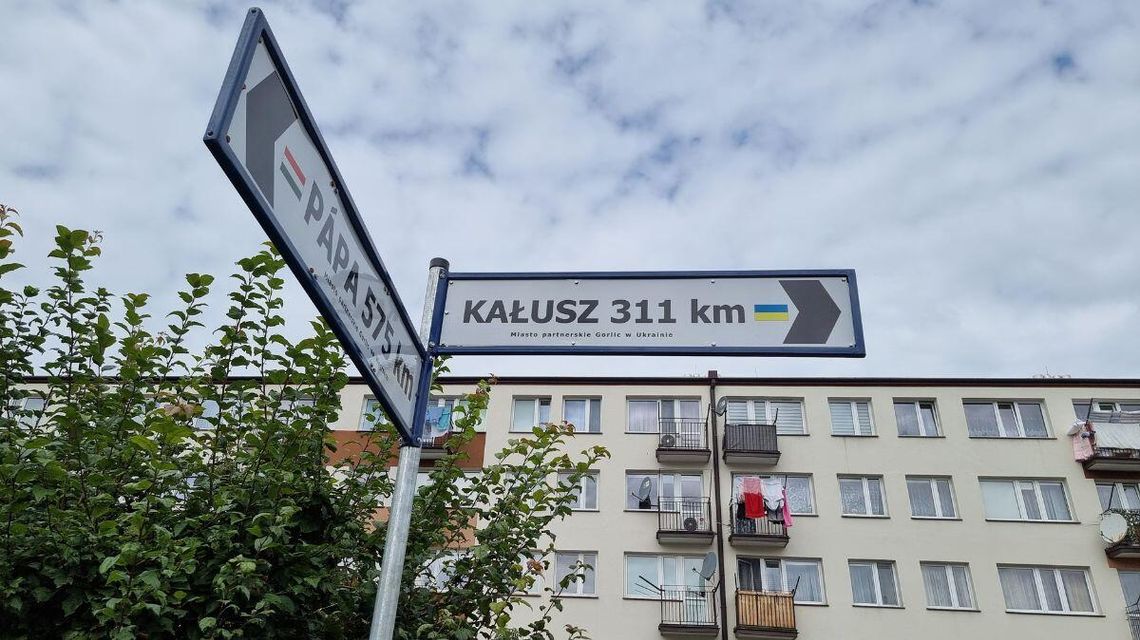 PÁPA 575 km
KAŁUSZ 311 km
Miasto partnerskie Gorlic w Ukrainie